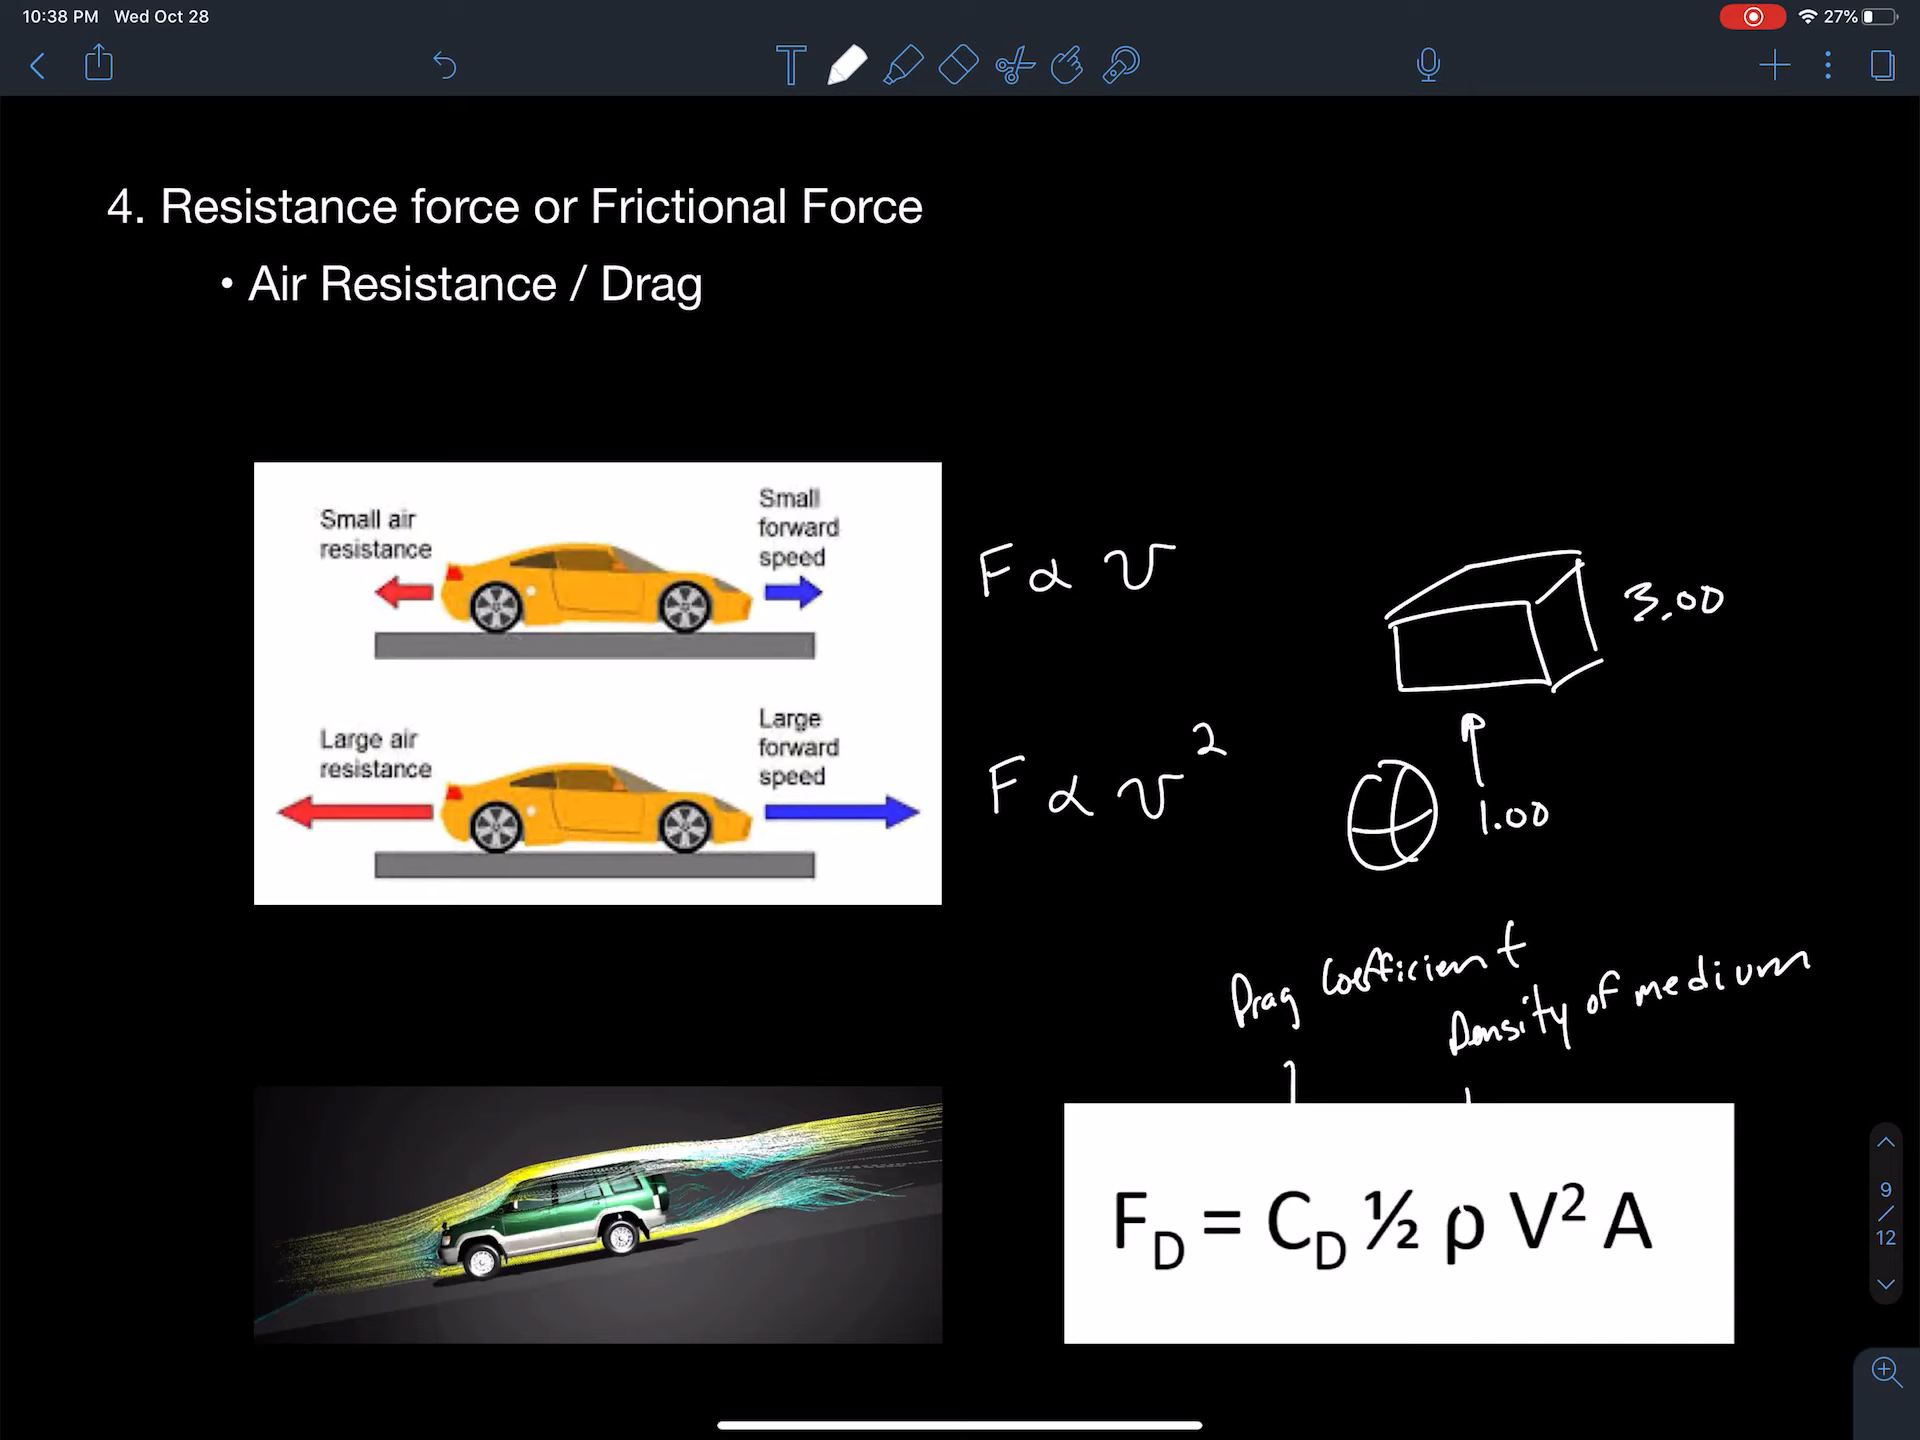 10:38 PM Wed Oct 28
27%
4. Resistance force or Frictional Force
• Air Resistance / Drag
Small air
resistance
Small
forward
speed
Large air
resistance
Large
forward
speed
F ∝ v
F ∝ v²
3.00
1.00
Drag Coefficient
Density of medium
F_D = C_D ½ ρ V² A
9
/
12